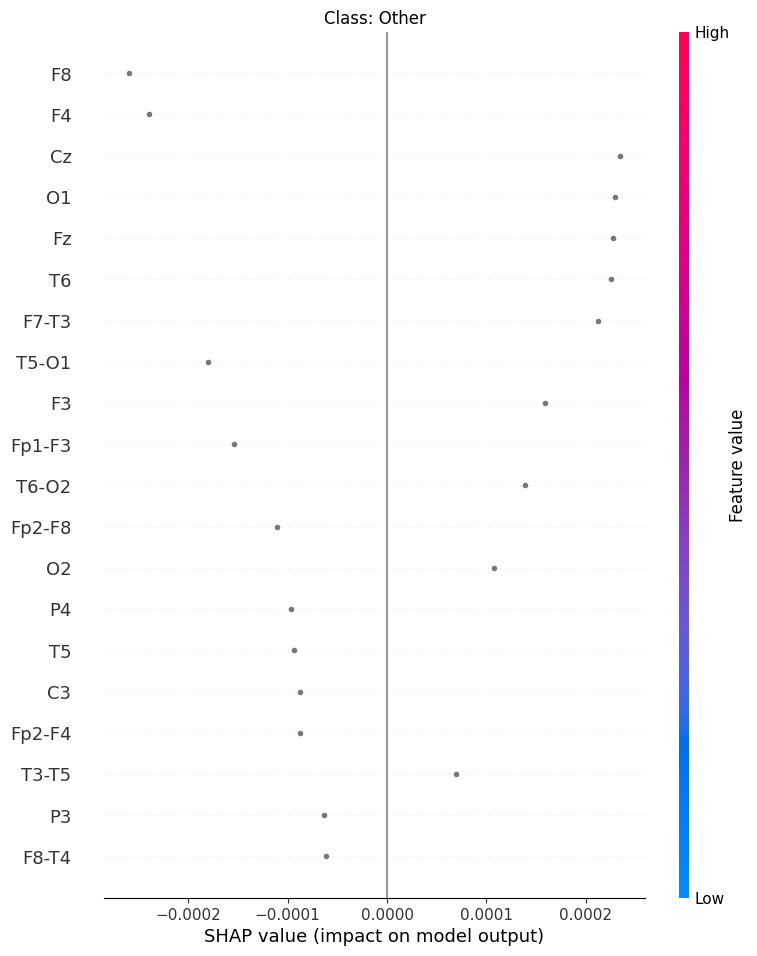 Class: Other
High
F8
F4
Cz
O1
Fz
T6
F7-T3
T5-O1
F3
Fp1-F3
T6-O2
Fp2-F8
O2
P4
T5
C3
Fp2-F4
T3-T5
P3
F8-T4
Feature value
Low
−0.0002 −0.0001 0.0000 0.0001 0.0002
SHAP value (impact on model output)